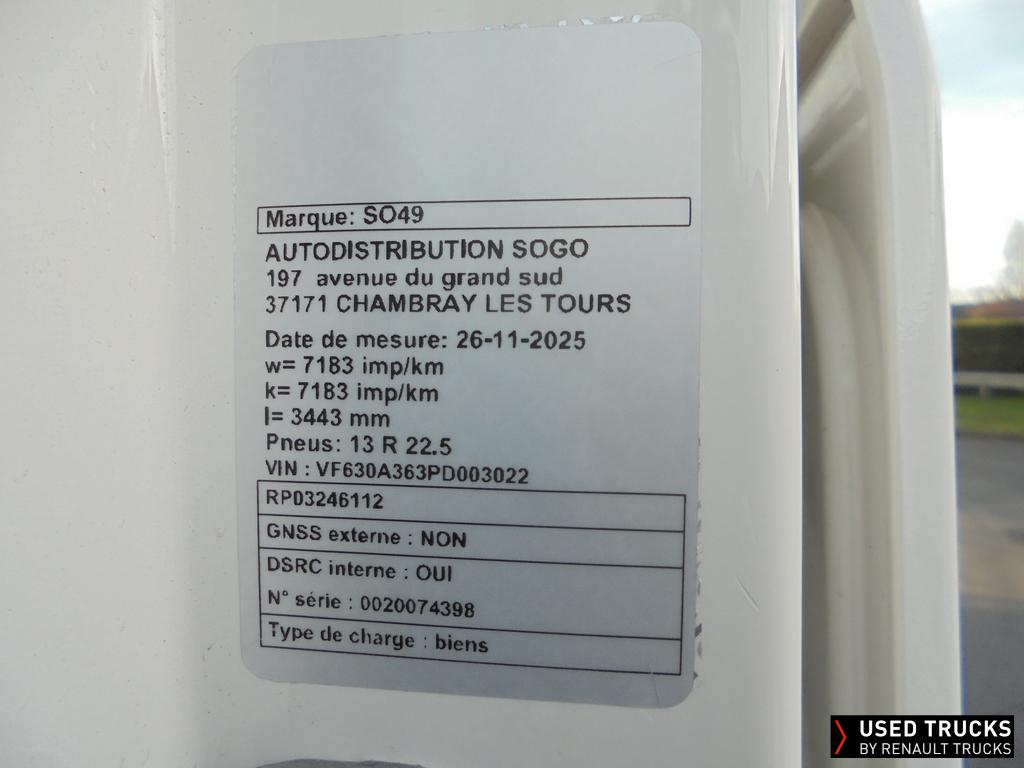 Marque: SO49
AUTODISTRIBUTION SOGO
197 avenue du grand sud
37171 CHAMBRAY LES TOURS
Date de mesure: 26-11-2025
w= 7183 imp/km
k= 7183 imp/km
l= 3443 mm
Pneus: 13 R 22.5
VIN : VF630A363PD003022
RP03246112
GNSS externe : NON
DSRC interne : OUI
N° série : 0020074398
Type de charge : biens
USED TRUCKS
BY RENAULT TRUCKS